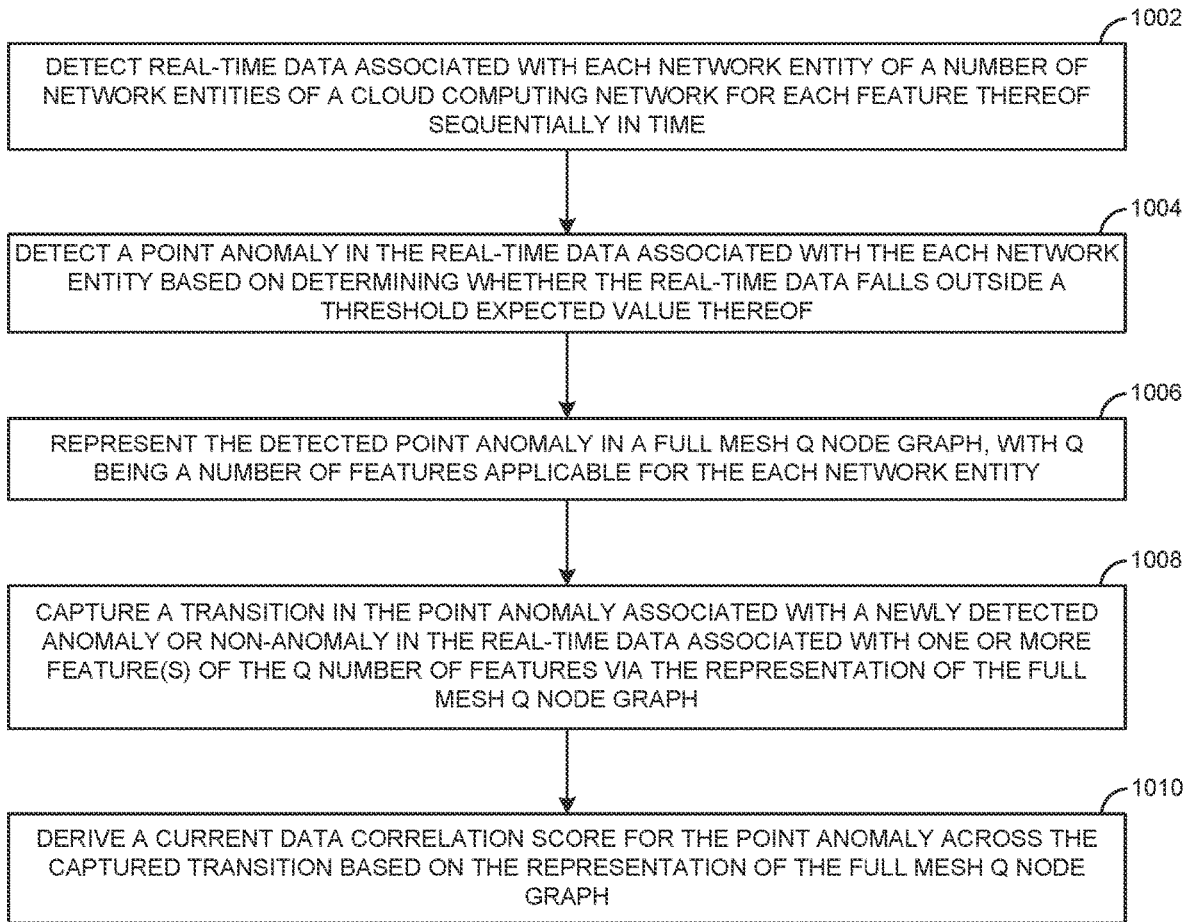 1002
DETECT REAL-TIME DATA ASSOCIATED WITH EACH NETWORK ENTITY OF A NUMBER OF
NETWORK ENTITIES OF A CLOUD COMPUTING NETWORK FOR EACH FEATURE THEREOF
SEQUENTIALLY IN TIME
1004
DETECT A POINT ANOMALY IN THE REAL-TIME DATA ASSOCIATED WITH THE EACH NETWORK
ENTITY BASED ON DETERMINING WHETHER THE REAL-TIME DATA FALLS OUTSIDE A
THRESHOLD EXPECTED VALUE THEREOF
1006
REPRESENT THE DETECTED POINT ANOMALY IN A FULL MESH Q NODE GRAPH, WITH Q
BEING A NUMBER OF FEATURES APPLICABLE FOR THE EACH NETWORK ENTITY
1008
CAPTURE A TRANSITION IN THE POINT ANOMALY ASSOCIATED WITH A NEWLY DETECTED
ANOMALY OR NON-ANOMALY IN THE REAL-TIME DATA ASSOCIATED WITH ONE OR MORE
FEATURE(S) OF THE Q NUMBER OF FEATURES VIA THE REPRESENTATION OF THE FULL
MESH Q NODE GRAPH
1010
DERIVE A CURRENT DATA CORRELATION SCORE FOR THE POINT ANOMALY ACROSS THE
CAPTURED TRANSITION BASED ON THE REPRESENTATION OF THE FULL MESH Q NODE
GRAPH